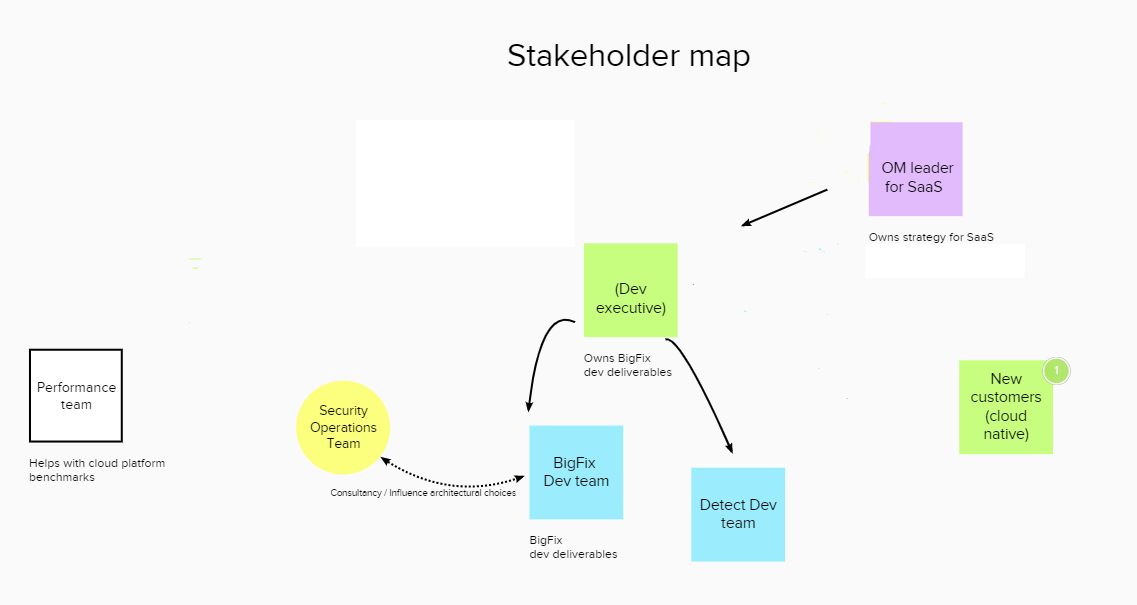 Stakeholder map
OM leader
for SaaS
Owns strategy for SaaS
(Dev
executive)
Owns BigFix
dev deliverables
Performance
team
Helps with cloud platform
benchmarks
Security
Operations
Team
Consultancy / Influence architectural choices
BigFix
Dev team
BigFix
dev deliverables
Detect Dev
team
1
New
customers
(cloud
native)